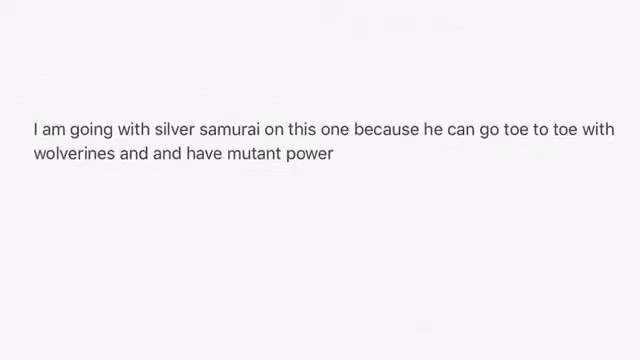 I am going with silver samurai on this one because he can go toe to toe with
wolverines and and have mutant power